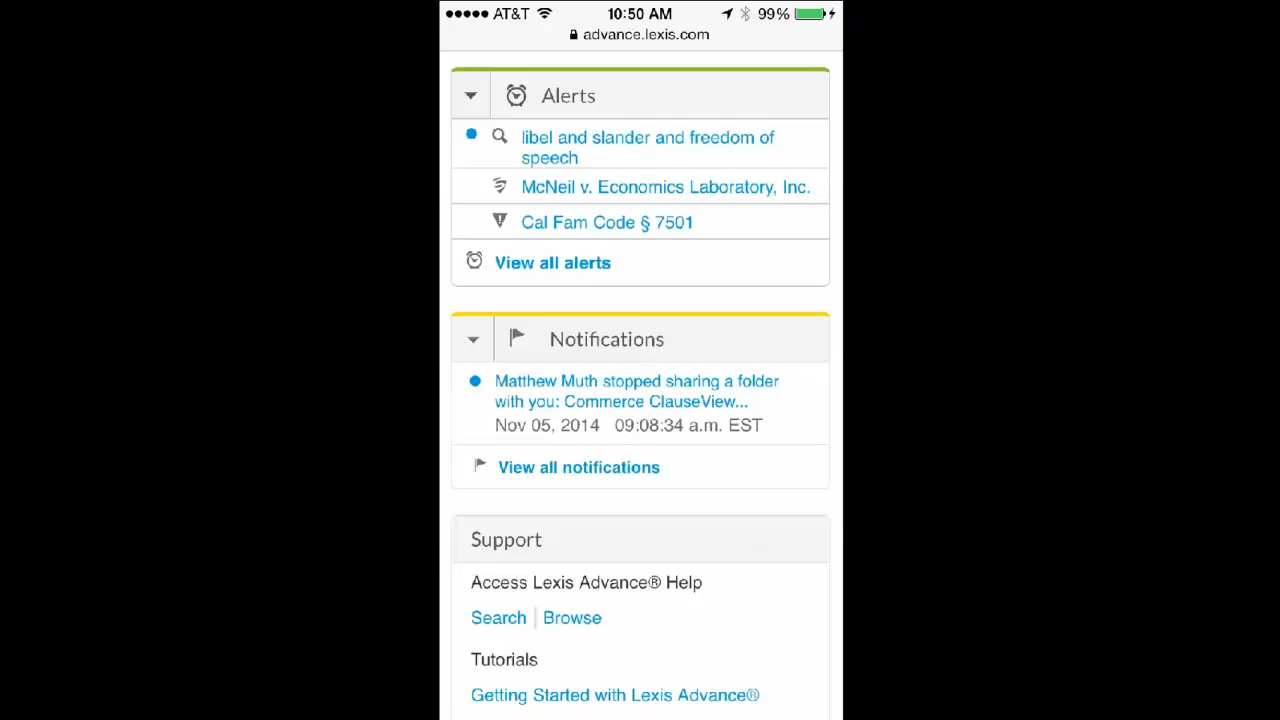 AT&T 10:50 AM 99%
advance.lexis.com
Alerts
libel and slander and freedom of
speech
McNeil v. Economics Laboratory, Inc.
Cal Fam Code § 7501
View all alerts
Notifications
Matthew Muth stopped sharing a folder
with you: Commerce ClauseView...
Nov 05, 2014 09:08:34 a.m. EST
View all notifications
Support
Access Lexis Advance® Help
Search Browse
Tutorials
Getting Started with Lexis Advance®